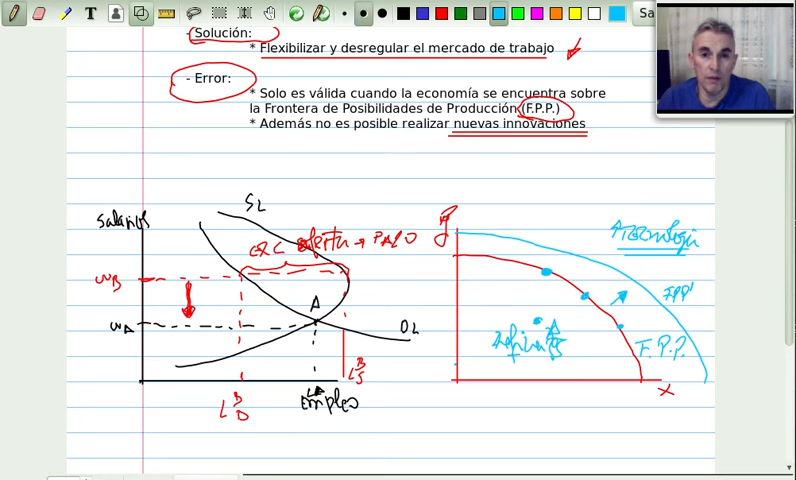 Sa
- Solución:
* Flexibilizar y desregular el mercado de trabajo
- Error:
* Solo es válida cuando la economía se encuentra sobre
la Frontera de Posibilidades de Producción (F.P.P.)
* Además no es posible realizar nuevas innovaciones
SL
Salarios
exc oferta → PARO
WB
A
WA
DL
L B D
L B S
LA
empleo
Y
↑Tecnología
FPP'
F.P.P.
X